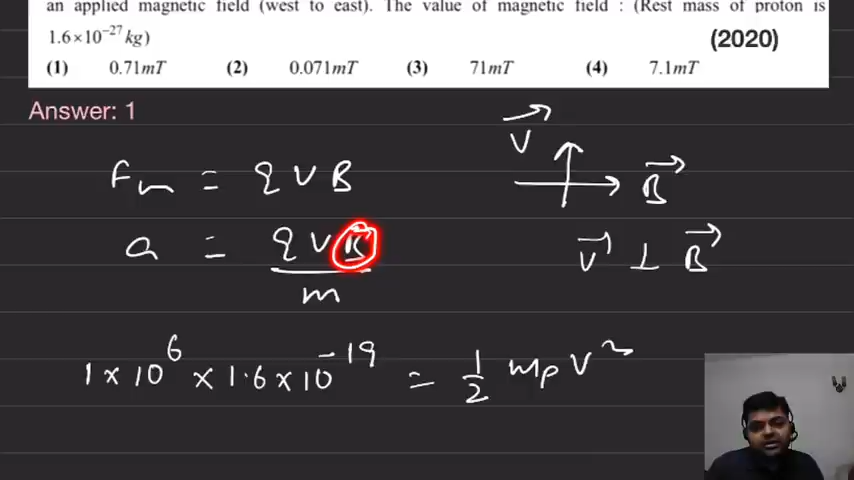 an applied magnetic field (west to east). The value of magnetic field : (Rest mass of proton is
1.6×10⁻²⁷ kg)
(2020)
(1) 0.71mT (2) 0.071mT (3) 71mT (4) 7.1mT
Answer: 1
Fm = qVB
V⃗
B⃗
a = qVB / m
V⃗ ⊥ B⃗
1 × 10⁶ × 1.6 × 10⁻¹⁹ = 1/2 mp V²